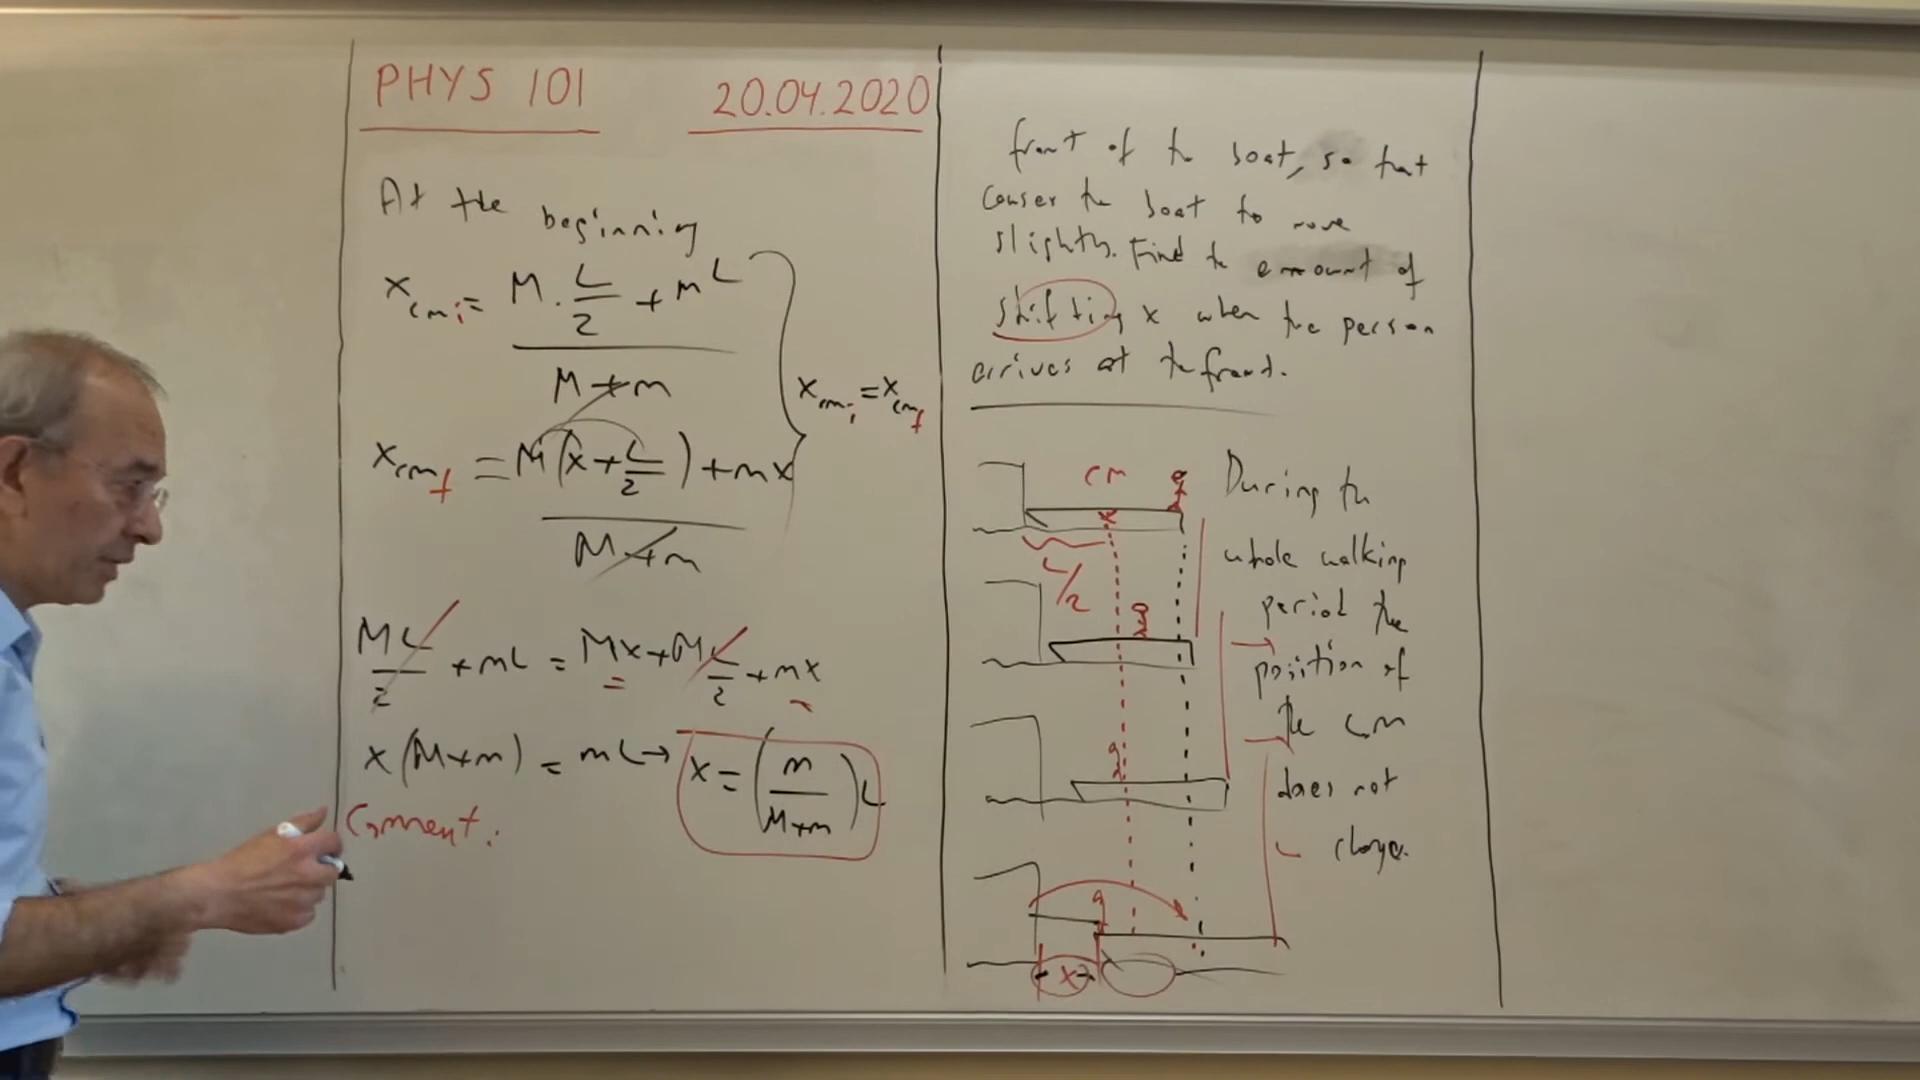 PHYS 101 20.04.2020
At the beginning
x_cmi = (M . L/2 + mL) / (M+m)
x_cmi = x_cmf
x_cmf = (M(x+L/2)+mx) / (M+m)
ML/2 + mL = Mx+ML/2+mx
x(M+m) = mL → x = (m/(M+m))L
Comment:
front of the boat, so that
causes the boat to move
slightly. Find the amount of
shifting x when the person
arrives at the front.
cm
L/2
x
During the
whole walking
period the
position of
the CM
does not
change.